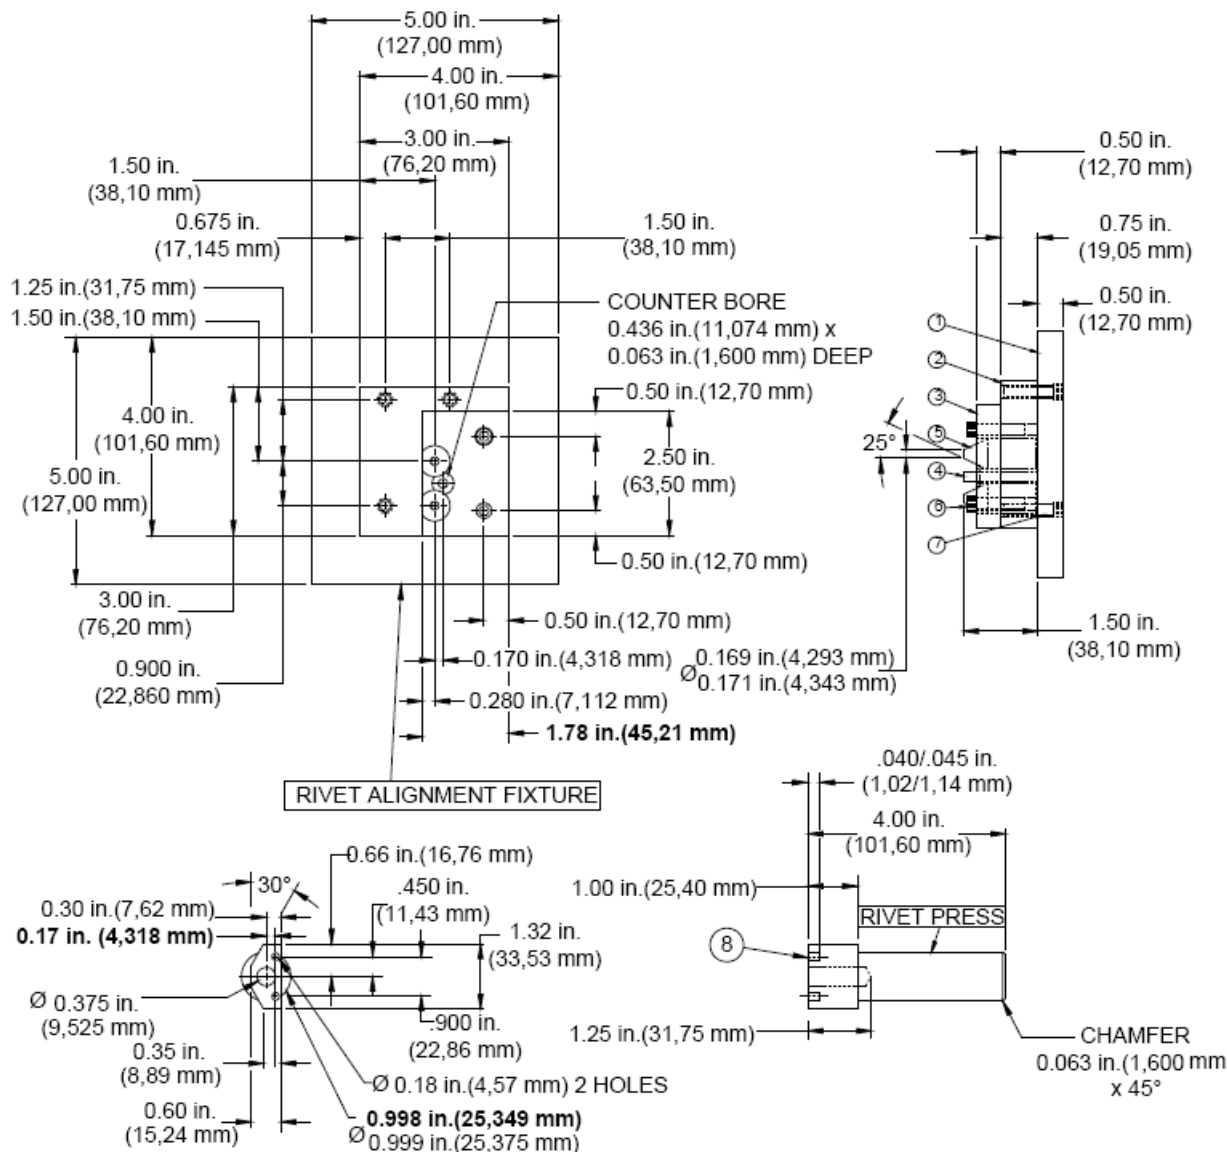 5.00 in.
(127,00 mm)
4.00 in.
(101,60 mm)
3.00 in.
(76,20 mm)
1.50 in.
(38,10 mm)
0.675 in.
(17,145 mm)
1.50 in.
(38,10 mm)
1.25 in.(31,75 mm)
1.50 in.(38,10 mm)
COUNTER BORE
0.436 in.(11,074 mm) x
0.063 in.(1,600 mm) DEEP
0.50 in.(12,70 mm)
4.00 in.
(101,60 mm)
5.00 in.
(127,00 mm)
2.50 in.
(63,50 mm)
0.50 in.(12,70 mm)
3.00 in.
(76,20 mm)
0.900 in.
(22,860 mm)
0.50 in.(12,70 mm)
0.170 in.(4,318 mm)
0.280 in.(7,112 mm)
1.78 in.(45,21 mm)
RIVET ALIGNMENT FIXTURE
0.50 in.
(12,70 mm)
0.75 in.
(19,05 mm)
0.50 in.
(12,70 mm)
1
2
3
5
25°
4
6
7
1.50 in.
(38,10 mm)
Ø 0.169 in.(4,293 mm)
0.171 in.(4,343 mm)
0.66 in.(16,76 mm)
30°
.450 in.
(11,43 mm)
0.30 in.(7,62 mm)
0.17 in. (4,318 mm)
1.32 in.
(33,53 mm)
Ø 0.375 in.
(9,525 mm)
.900 in.
(22,86 mm)
0.35 in.
(8,89 mm)
Ø 0.18 in.(4,57 mm) 2 HOLES
0.60 in.
(15,24 mm)
0.998 in.(25,349 mm)
Ø 0.999 in.(25,375 mm)
.040/.045 in.
(1,02/1,14 mm)
4.00 in.
(101,60 mm)
1.00 in.(25,40 mm)
RIVET PRESS
8
1.25 in.(31,75 mm)
CHAMFER
0.063 in.(1,600 mm
x 45°